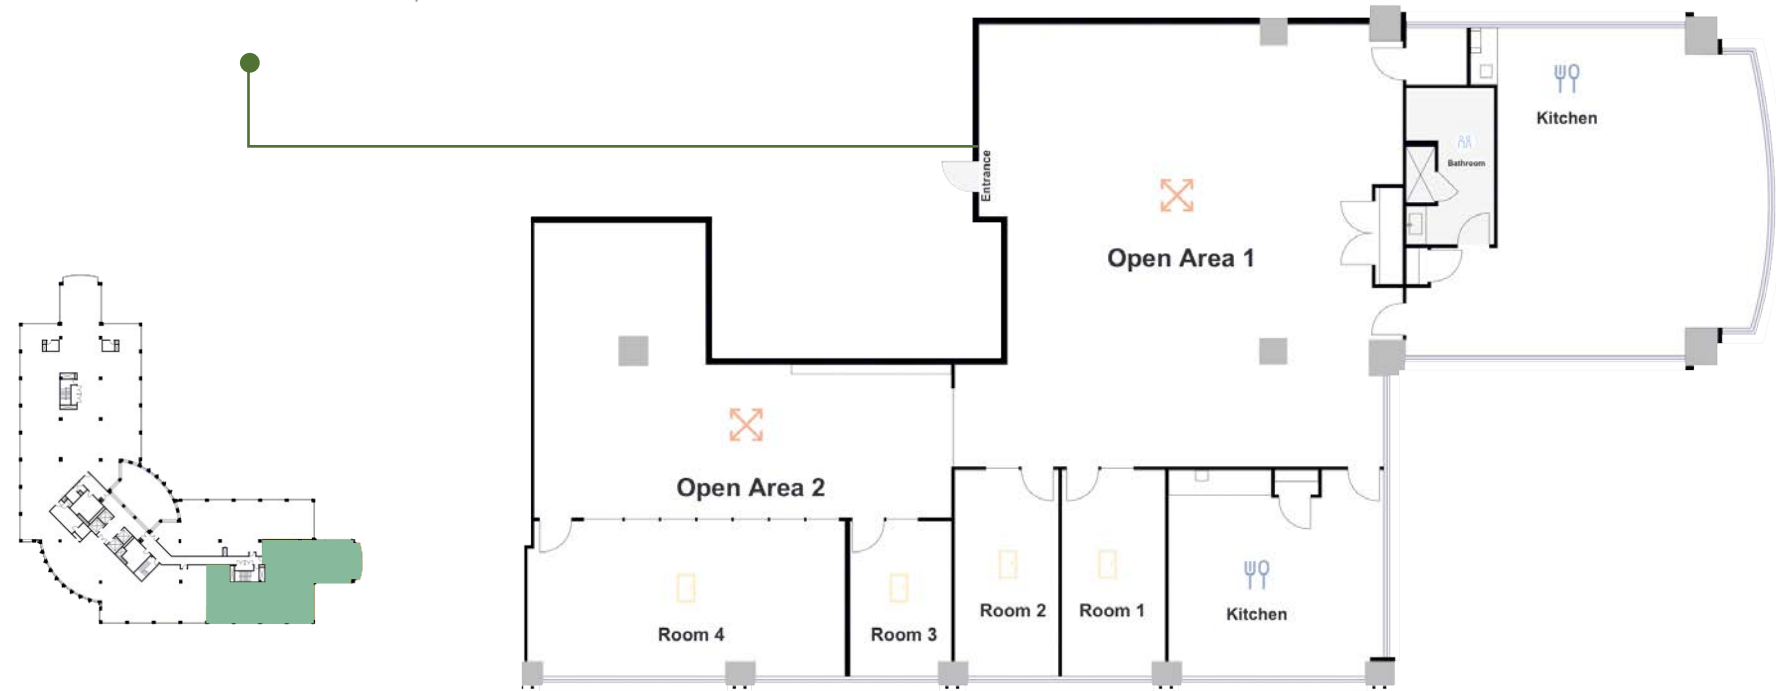 Kitchen
Entrance
Bathroom
Open Area 1
Open Area 2
Room 4
Room 3
Room 2
Room 1
Kitchen